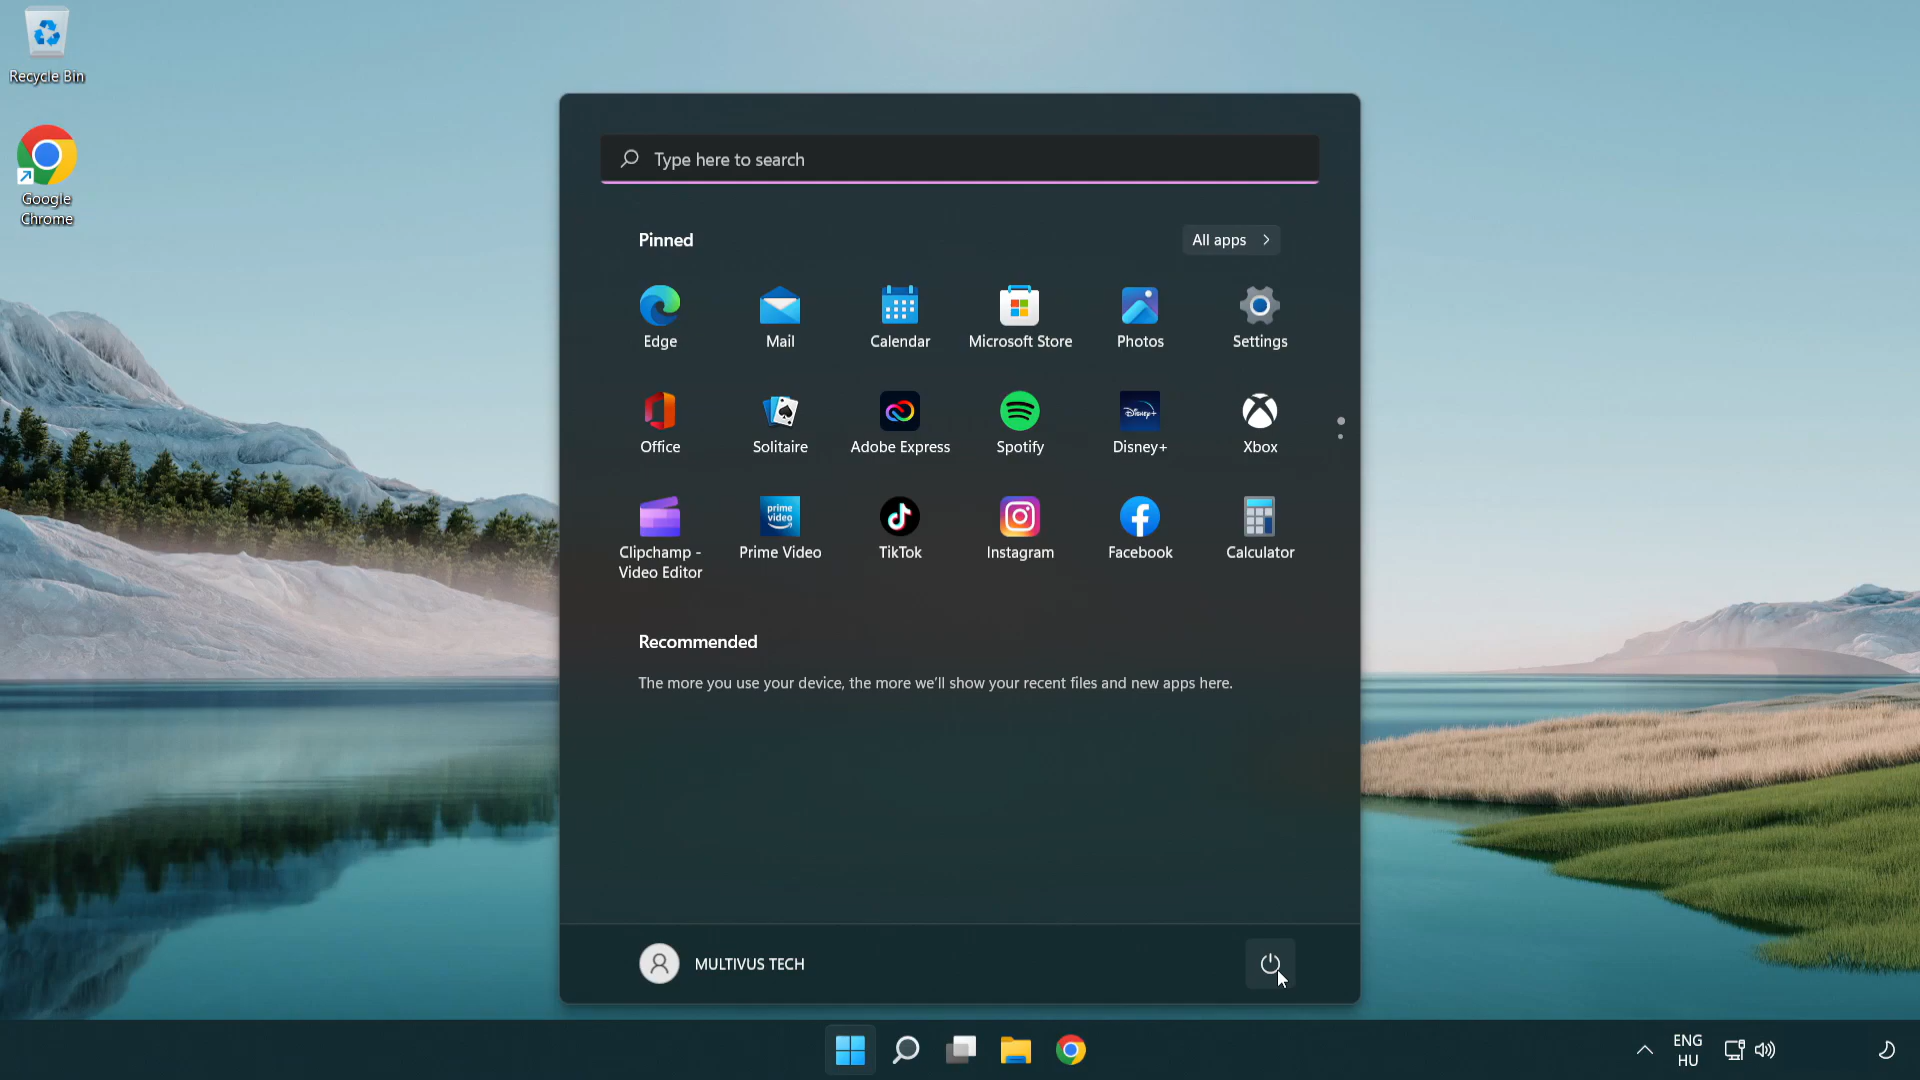 Recycle Bin
Google
Chrome
Type here to search
Pinned
All apps
Edge
Mail
Calendar
Microsoft Store
Photos
Settings
Office
Solitaire
Adobe Express
Spotify
Disney+
Disney+
Xbox
prime
video
Clipchamp -
Video Editor
Prime Video
TikTok
Instagram
Facebook
Calculator
Recommended
The more you use your device, the more we'll show your recent files and new apps here.
MULTIVUS TECH
ENG
HU